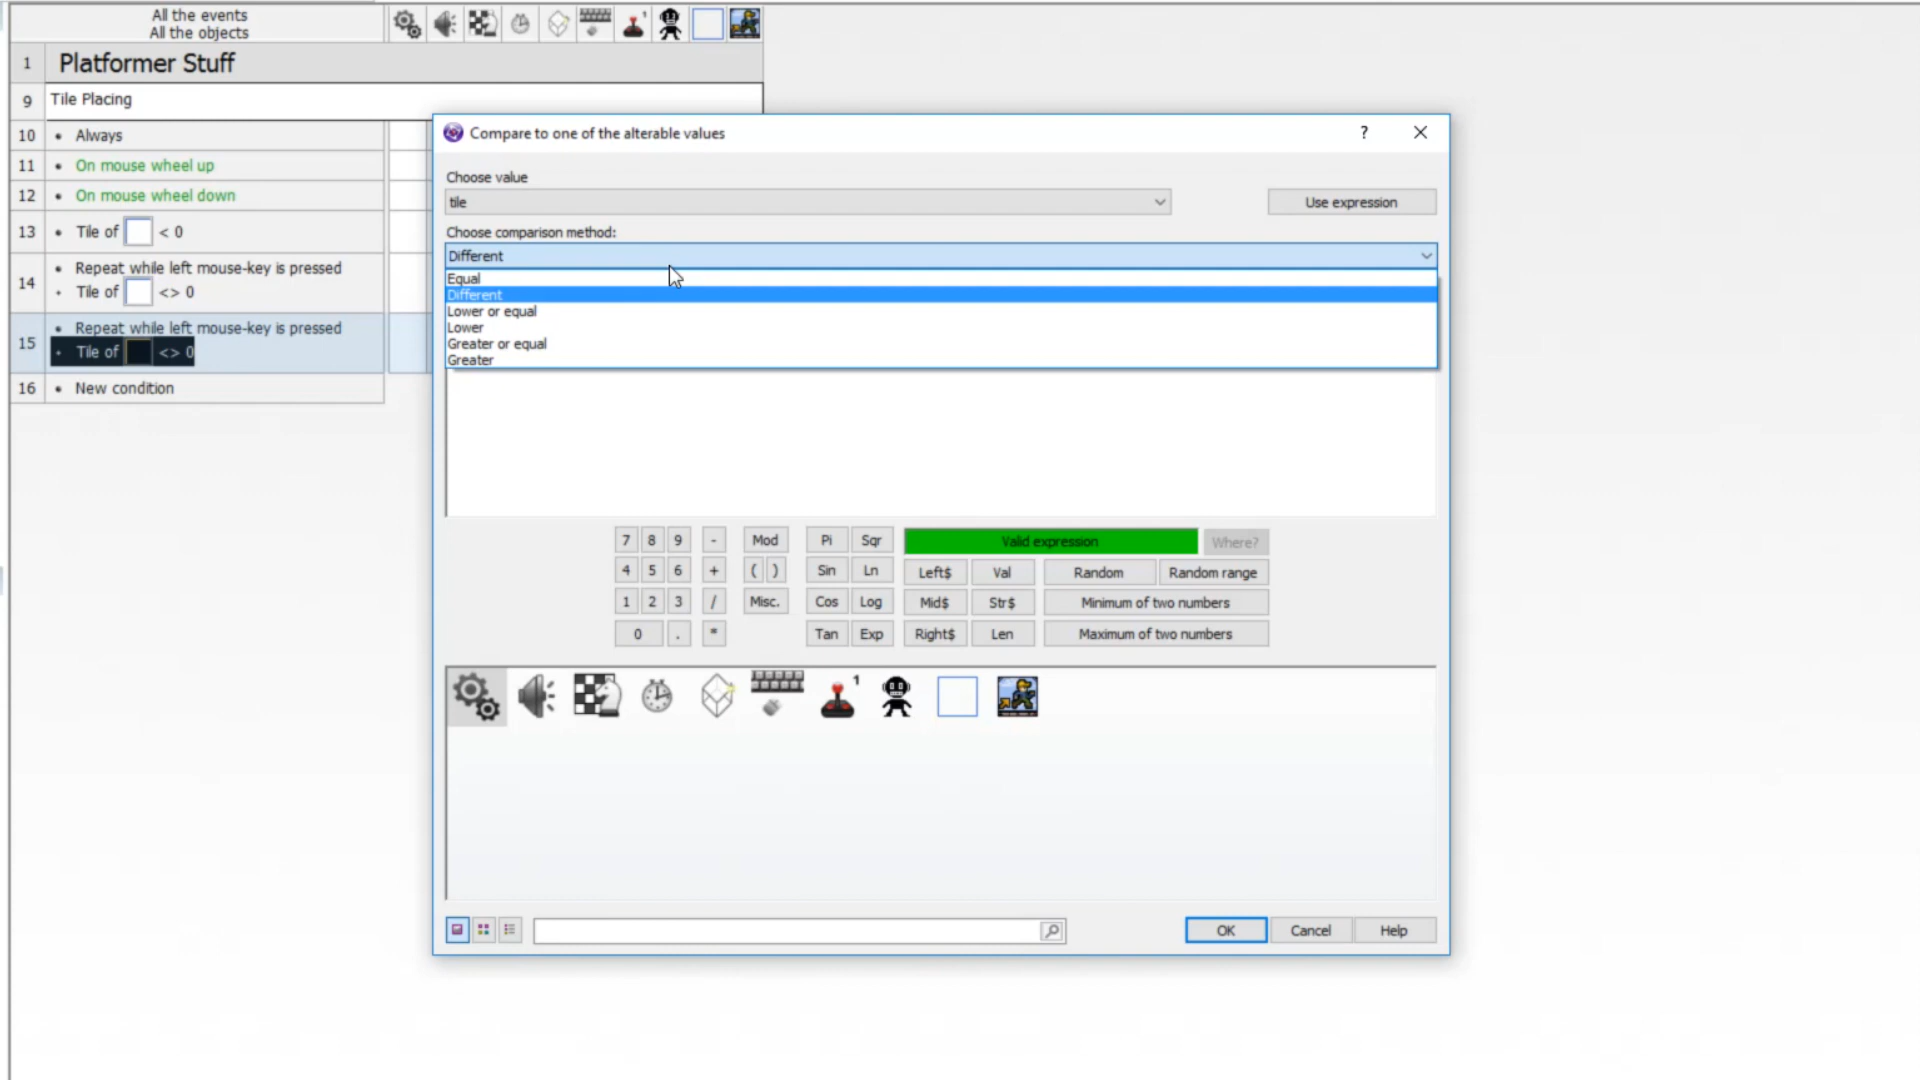 All the events
All the objects
1 Platformer Stuff
9 Tile Placing
10 • Always
11 • On mouse wheel up
12 • On mouse wheel down
13 • Tile of < 0
14 • Repeat while left mouse-key is pressed
• Tile of <> 0
15 • Repeat while left mouse-key is pressed
• Tile of <> 0
16 • New condition
Compare to one of the alterable values ?
Choose value
tile
Use expression
Choose comparison method:
Different
Equal
Different
Lower or equal
Lower
Greater or equal
Greater
7 8 9 - Mod Pi Sqr Valid expression Where?
4 5 6 + ( ) Sin Ln Left$ Val Random Random range
1 2 3 / Misc. Cos Log Mid$ Str$ Minimum of two numbers
0 . * Tan Exp Right$ Len Maximum of two numbers
1
OK Cancel Help